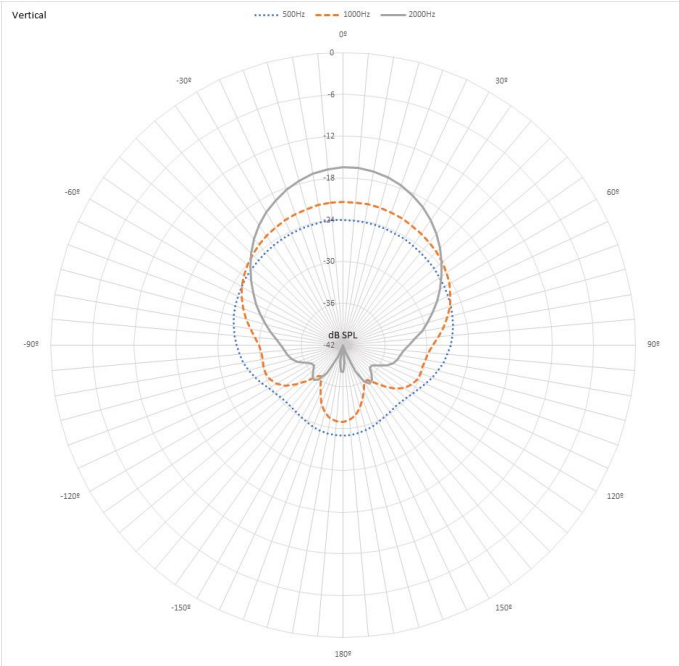 Vertical
500Hz 1000Hz 2000Hz
0º
0
-30º 30º
-6
-12
-18
-60º 60º
-24
-30
-36
dB SPL
-90º -42 90º
-120º 120º
-150º 150º
180º